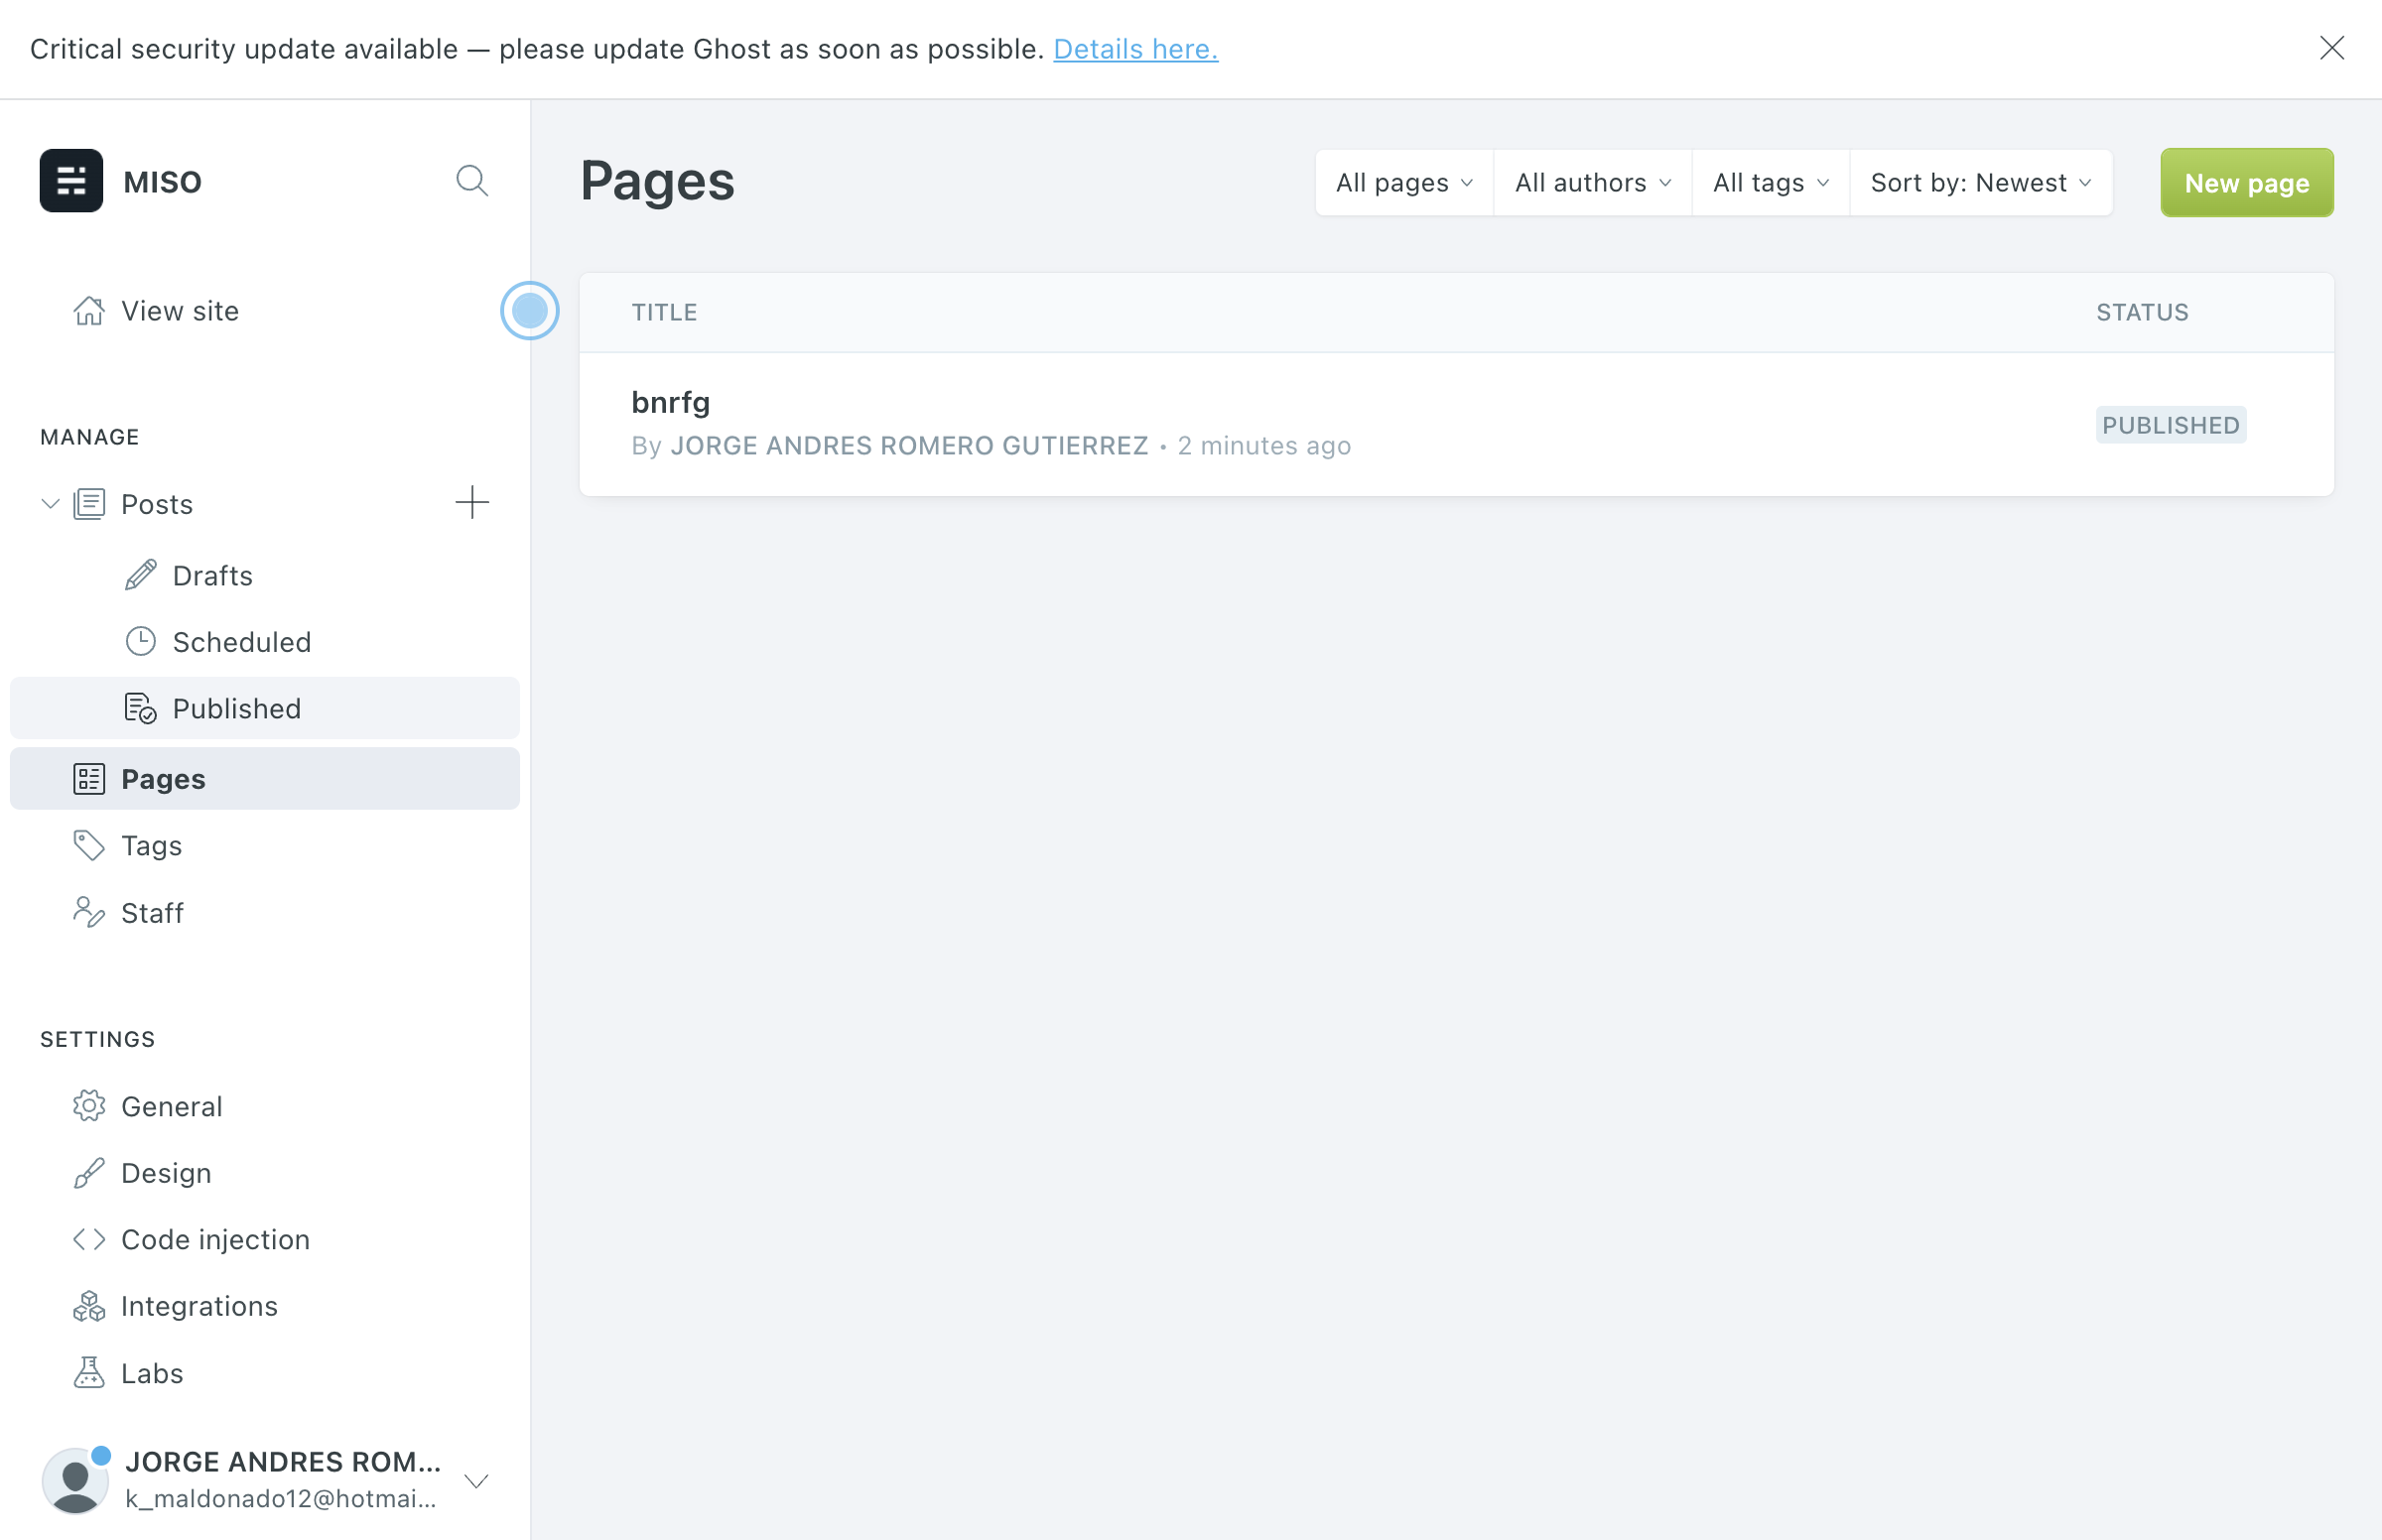 Critical security update available — please update Ghost as soon as possible. Details here.
MISO
View site
MANAGE
Posts
Drafts
Scheduled
Published
Pages
Tags
Staff
SETTINGS
General
Design
Code injection
Integrations
Labs
JORGE ANDRES ROM...
k_maldonado12@hotmai...
Pages
All pages All authors All tags Sort by: Newest New page
TITLE STATUS
bnrfg
By JORGE ANDRES ROMERO GUTIERREZ • 2 minutes ago
PUBLISHED